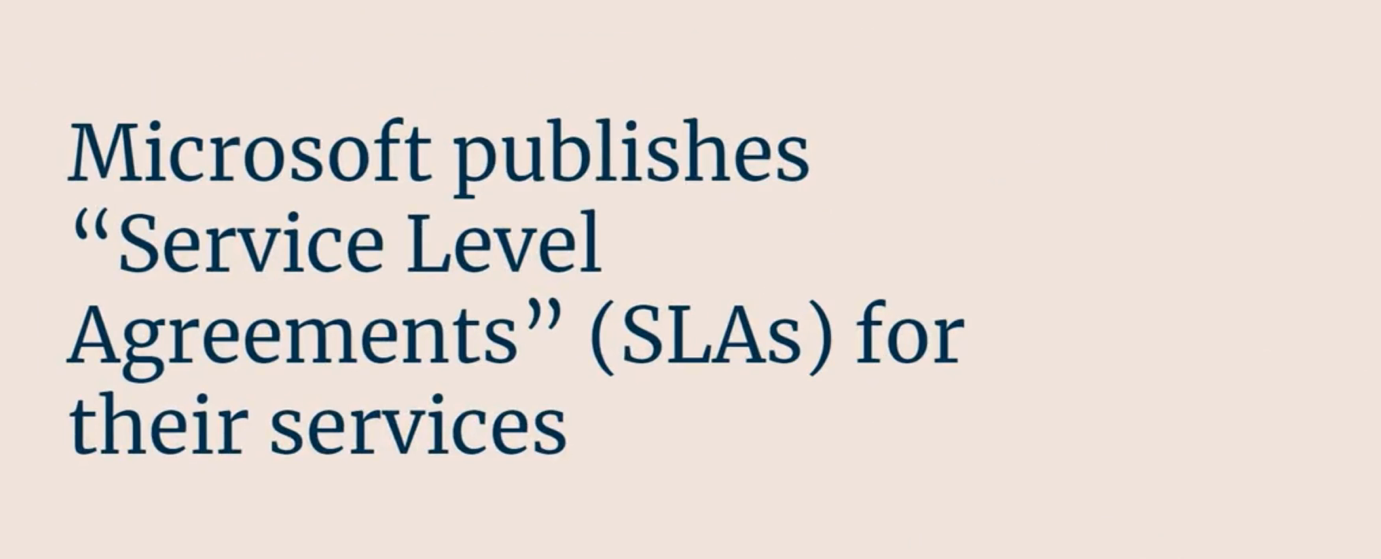 Microsoft publishes
“Service Level
Agreements” (SLAs) for
their services